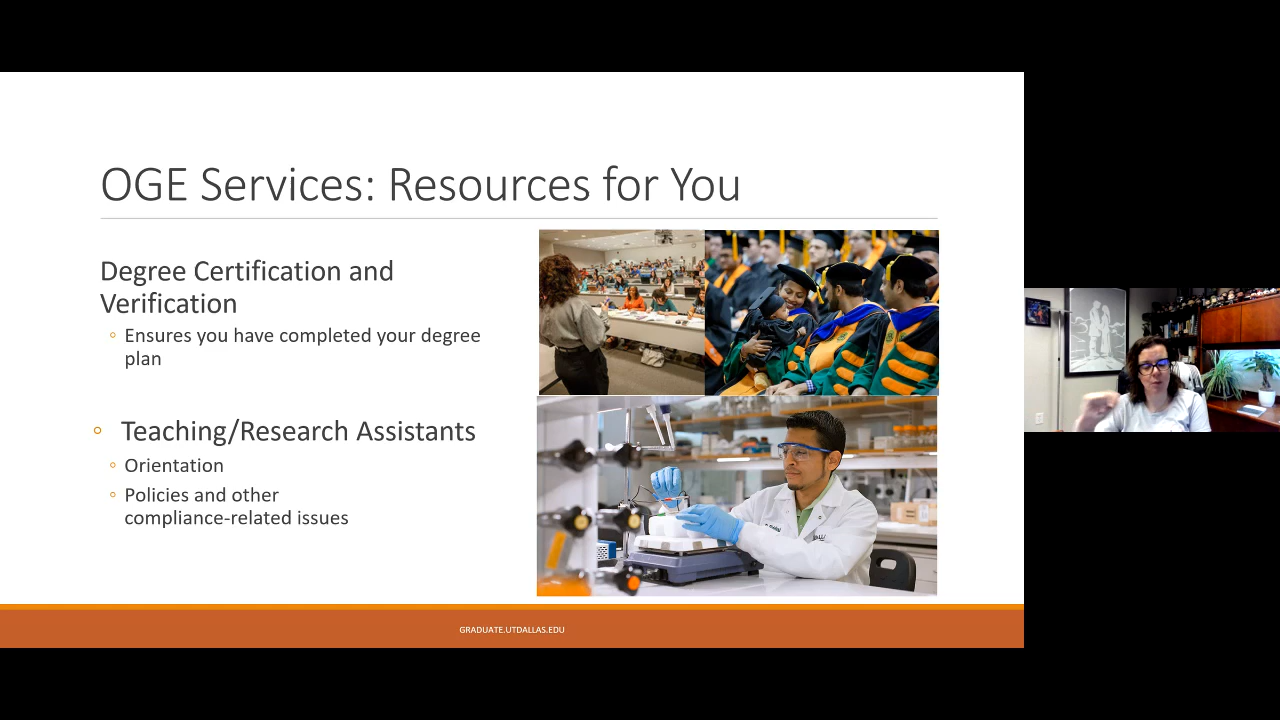 OGE Services: Resources for You
Degree Certification and
Verification
◦ Ensures you have completed your degree
plan
◦ Teaching/Research Assistants
◦ Orientation
◦ Policies and other
compliance-related issues
GRADUATE.UTDALLAS.EDU